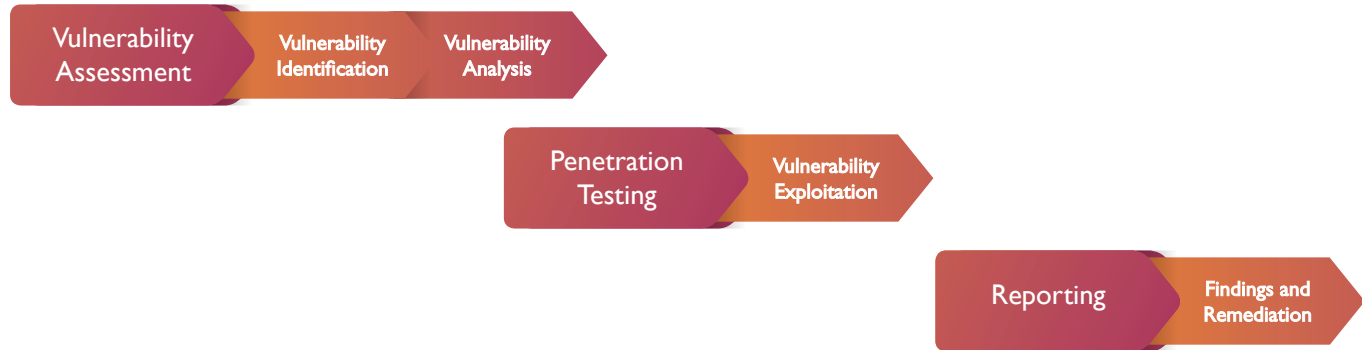 Vulnerability
Assessment
Vulnerability
Identification
Vulnerability
Analysis
Penetration
Testing
Vulnerability
Exploitation
Reporting
Findings and
Remediation